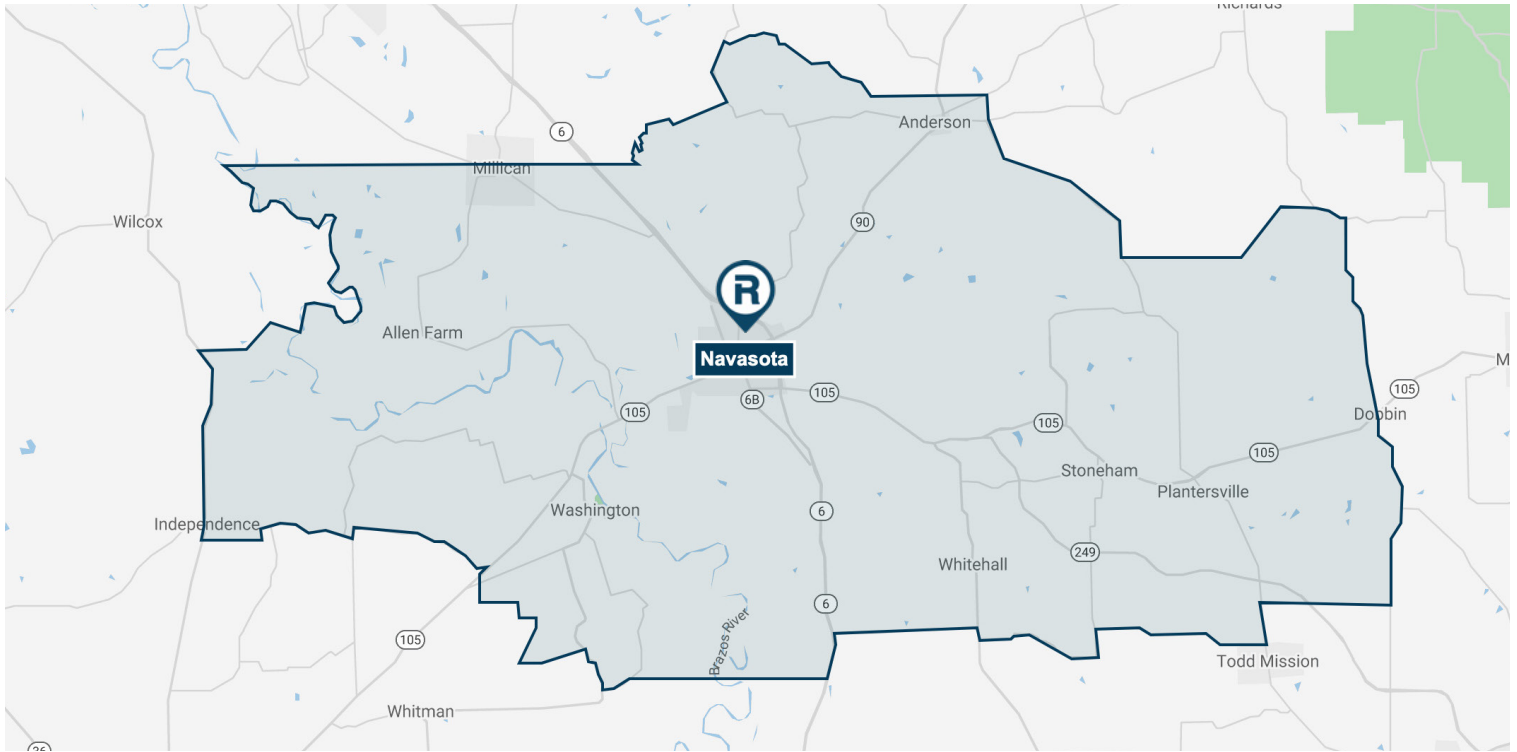 Richards
6
Anderson
Millican
Wilcox
90
R
Allen Farm
Navasota
105
6B
105
105
Dobbin
105
105
Stoneham
Plantersville
Washington
6
Independence
249
Whitehall
6
Brazos River
105
Todd Mission
Whitman
36
M